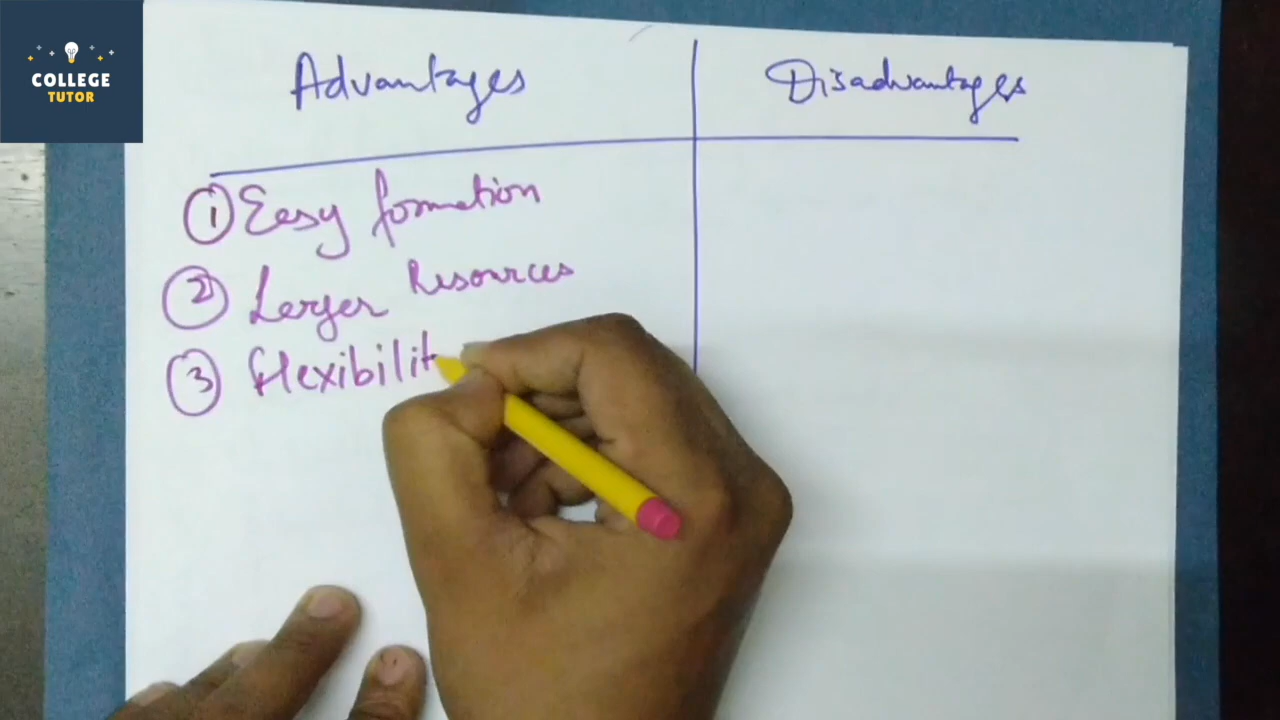 COLLEGE
TUTOR
Advantages
Disadvantages
① Easy formation
② Larger Resources
③ Flexibilit